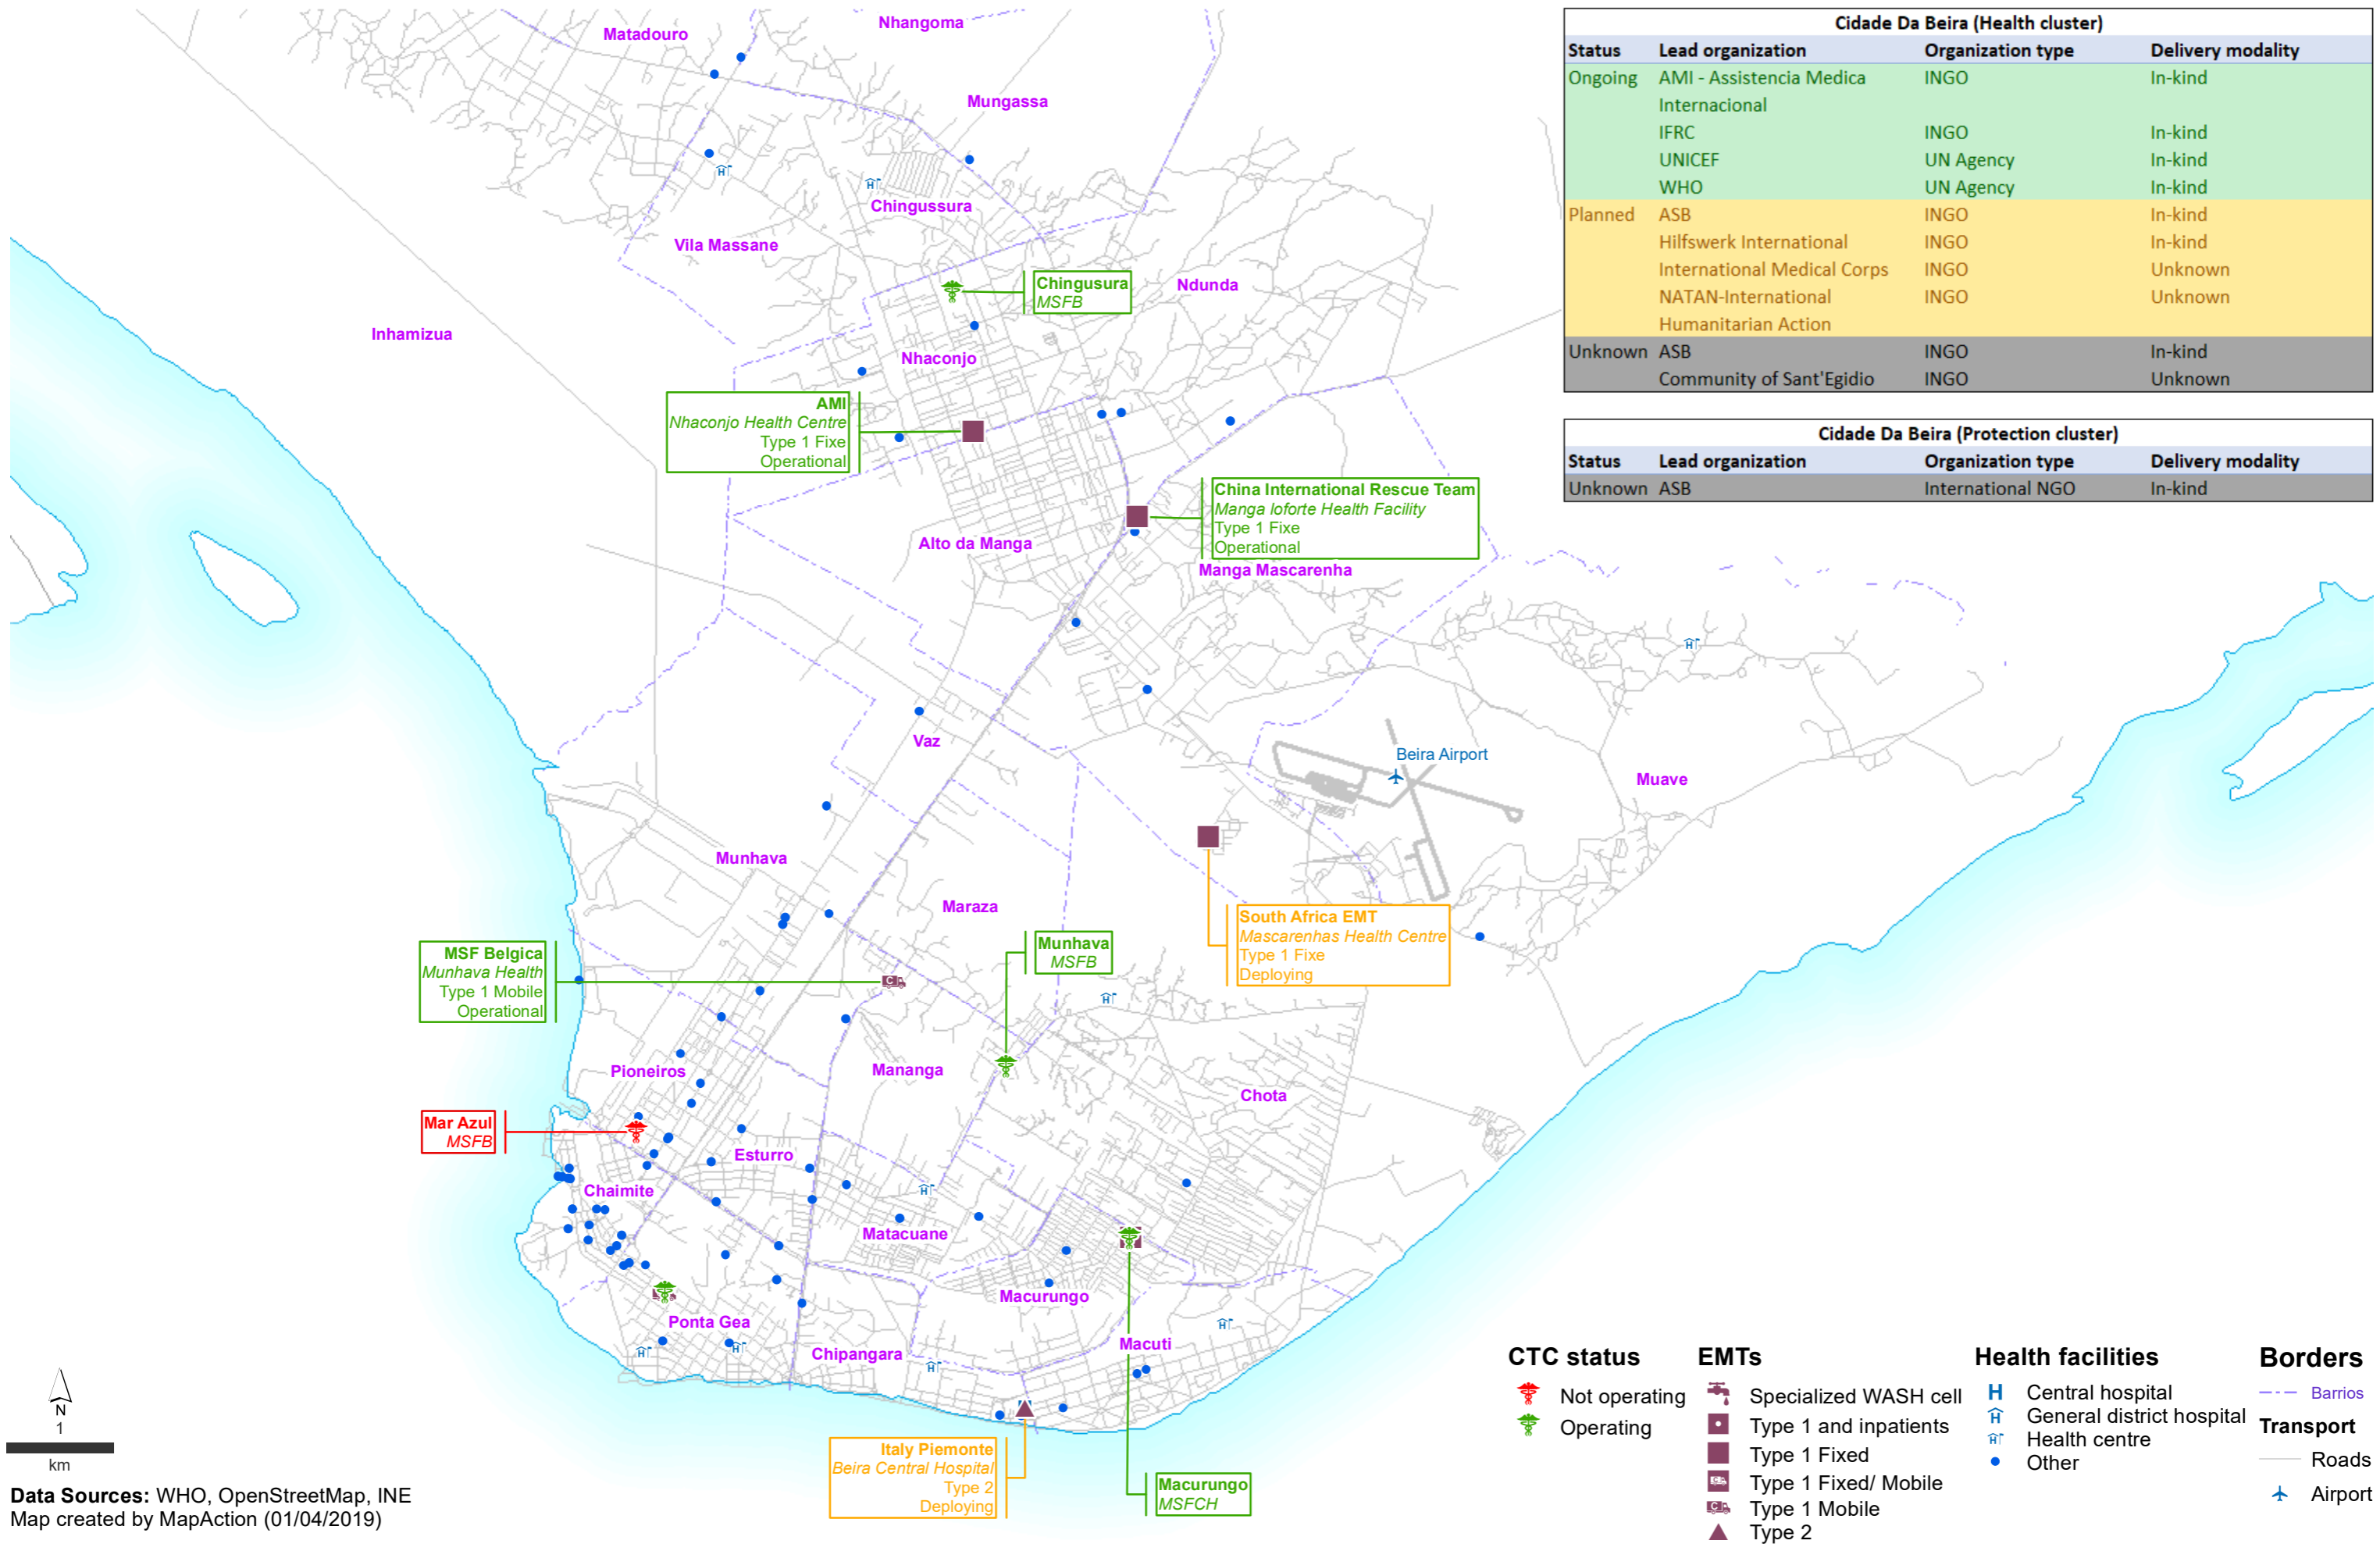 Matadouro
Nhangoma
Mungassa
Chingussura
Vila Massane
Ndunda
Inhamizua
Nhaconjo
Chingusura
MSFB
AMI
Nhaconjo Health Centre
Type 1 Fixe
Operational
China International Rescue Team
Manga loforte Health Facility
Type 1 Fixe
Operational
Alto da Manga
Manga Mascarenha
Vaz
Beira Airport
Muave
Munhava
Maraza
South Africa EMT
Mascarenhas Health Centre
Type 1 Fixe
Deploying
MSF Belgica
Munhava Health
Type 1 Mobile
Operational
Munhava
MSFB
Pioneiros
Mananga
Chota
Mar Azul
MSFB
Esturro
Chaimite
Matacuane
Macurungo
Ponta Gea
Chipangara
Macuti
Italy Piemonte
Beira Central Hospital
Type 2
Deploying
Macurungo
MSFCH
Cidade Da Beira (Health cluster)
Status Lead organization Organization type Delivery modality
Ongoing AMI - Assistencia Medica INGO In-kind
Internacional
IFRC INGO In-kind
UNICEF UN Agency In-kind
WHO UN Agency In-kind
Planned ASB INGO In-kind
Hilfswerk International INGO In-kind
International Medical Corps INGO Unknown
NATAN-International INGO Unknown
Humanitarian Action
Unknown ASB INGO In-kind
Community of Sant'Egidio INGO Unknown
Cidade Da Beira (Protection cluster)
Status Lead organization Organization type Delivery modality
Unknown ASB International NGO In-kind
N
1
km
Data Sources: WHO, OpenStreetMap, INE
Map created by MapAction (01/04/2019)
CTC status
Not operating
Operating
EMTs
Specialized WASH cell
Type 1 and inpatients
Type 1 Fixed
Type 1 Fixed/ Mobile
Type 1 Mobile
Type 2
Health facilities
H Central hospital
H General district hospital
H Health centre
Other
Borders
Barrios
Transport
Roads
Airport